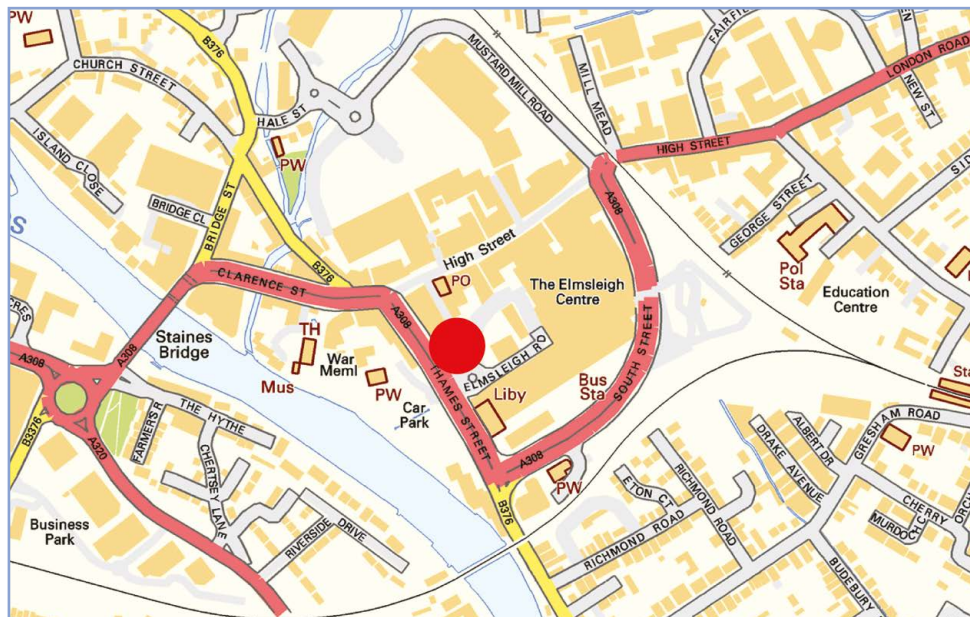 PW
B376
CHURCH STREET
HALE ST
MUSTARD MILL ROAD
MILL MEAD
LONDON ROAD
NEW ST
HIGH STREET
ISLAND CLOSE
PW
BRIDGE CL
BRIDGE ST
A308
GEORGE STREET
High Street
B376
CLARENCE ST
PO
The Elmsleigh
Centre
Pol
Sta
Education
Centre
A308
Staines
Bridge
A308
A308
TH
War
Meml
Mus
PW
ELMSLEIGH RD
THAMES STREET
Car
Park
Liby
Bus
Sta
SOUTH STREET
Sta
B3376
A320
FARMERS R
THE HYTHE
CHERTSEY LANE
A308
PW
B376
ETON CT
RICHMOND ROAD
RICHMOND ROAD
DRAKE AVENUE
ALBERT DR
GRESHAM ROAD
PW
CHERRY
MURDOCH C
Business
Park
RIVERSIDE DRIVE
BUDEBURY